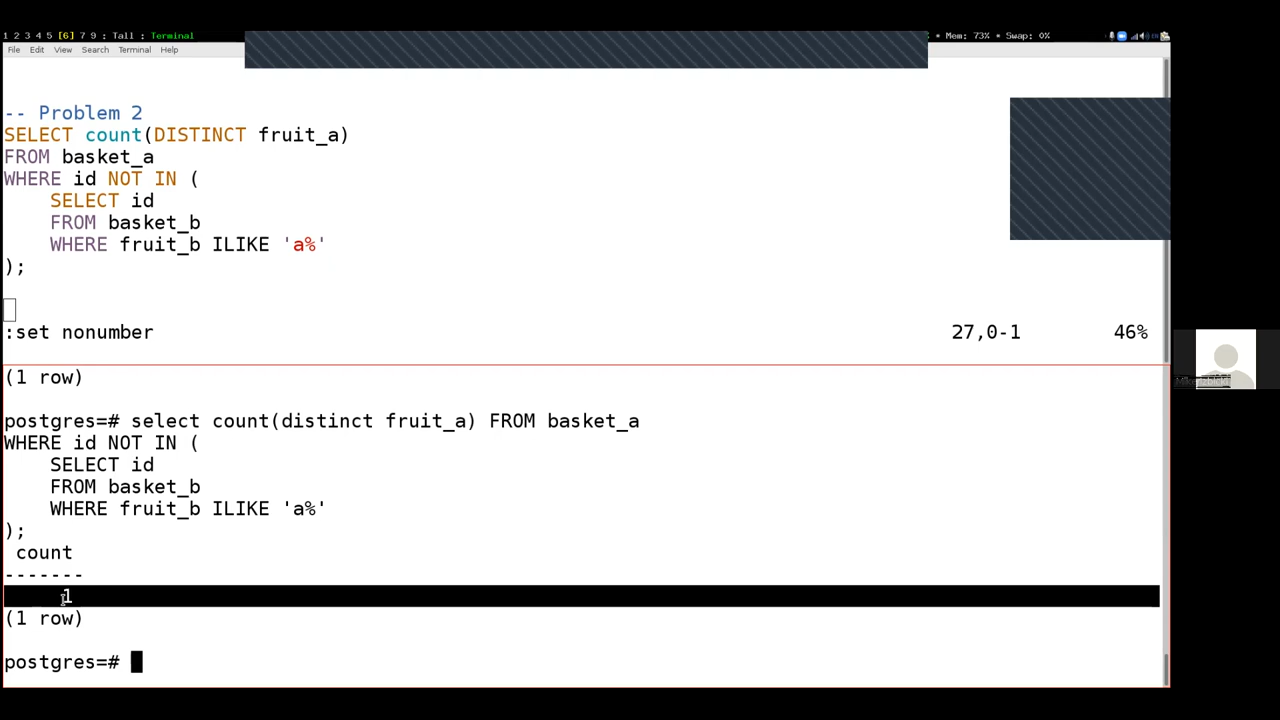 1 2 3 4 5 [6] 7 9 : Tall : Terminal
* Mem: 73% * Swap: 0%
File Edit View Search Terminal Help
-- Problem 2
SELECT count(DISTINCT fruit_a)
FROM basket_a
WHERE id NOT IN (
    SELECT id
    FROM basket_b
    WHERE fruit_b ILIKE 'a%'
);
:set nonumber 27,0-1 46%
(1 row)
postgres=# select count(distinct fruit_a) FROM basket_a
WHERE id NOT IN (
    SELECT id
    FROM basket_b
    WHERE fruit_b ILIKE 'a%'
);
 count
-------
     1
(1 row)
postgres=#